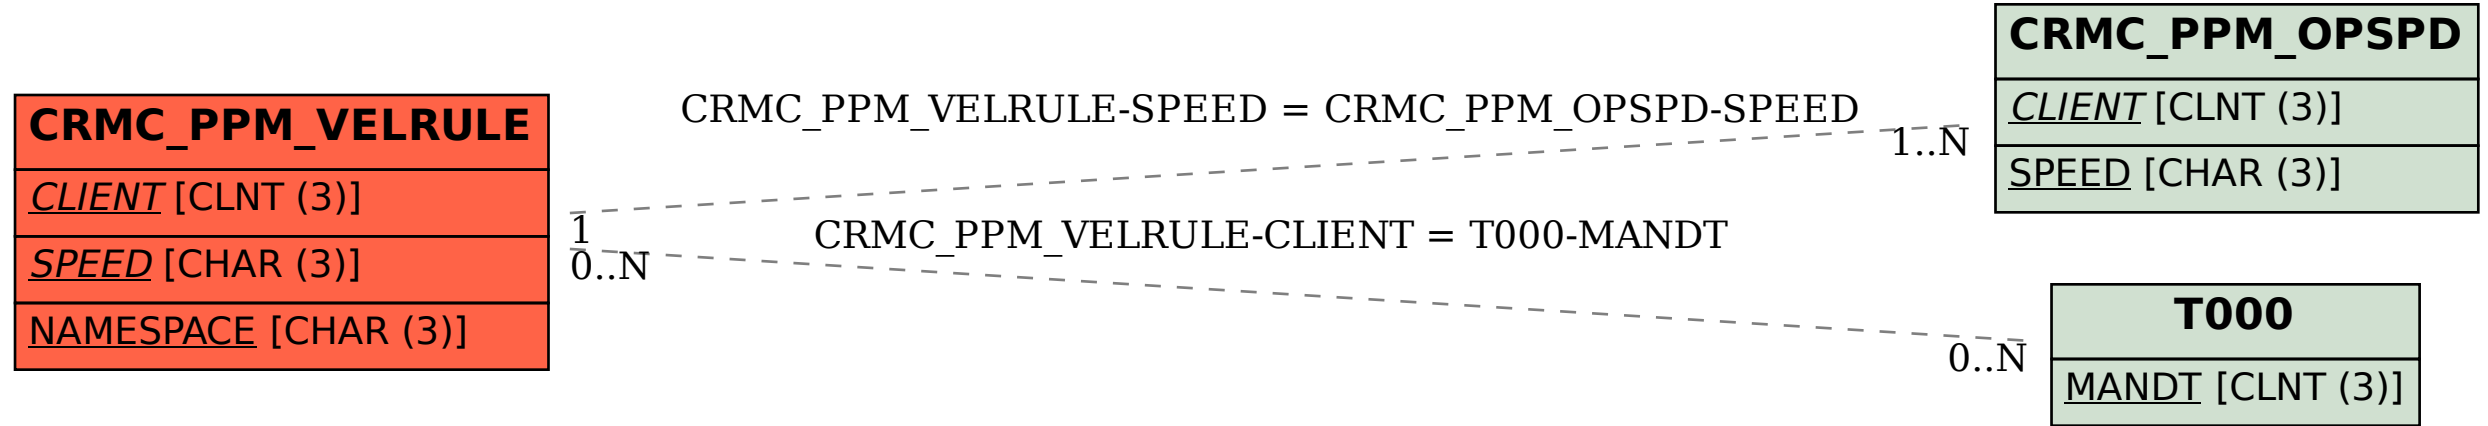 CRMC_PPM_VELRULE
CLIENT [CLNT (3)]
SPEED [CHAR (3)]
NAMESPACE [CHAR (3)]
CRMC_PPM_VELRULE-SPEED = CRMC_PPM_OPSPD-SPEED
1..N
1
CRMC_PPM_VELRULE-CLIENT = T000-MANDT
0..N
0..N
CRMC_PPM_OPSPD
CLIENT [CLNT (3)]
SPEED [CHAR (3)]
T000
MANDT [CLNT (3)]